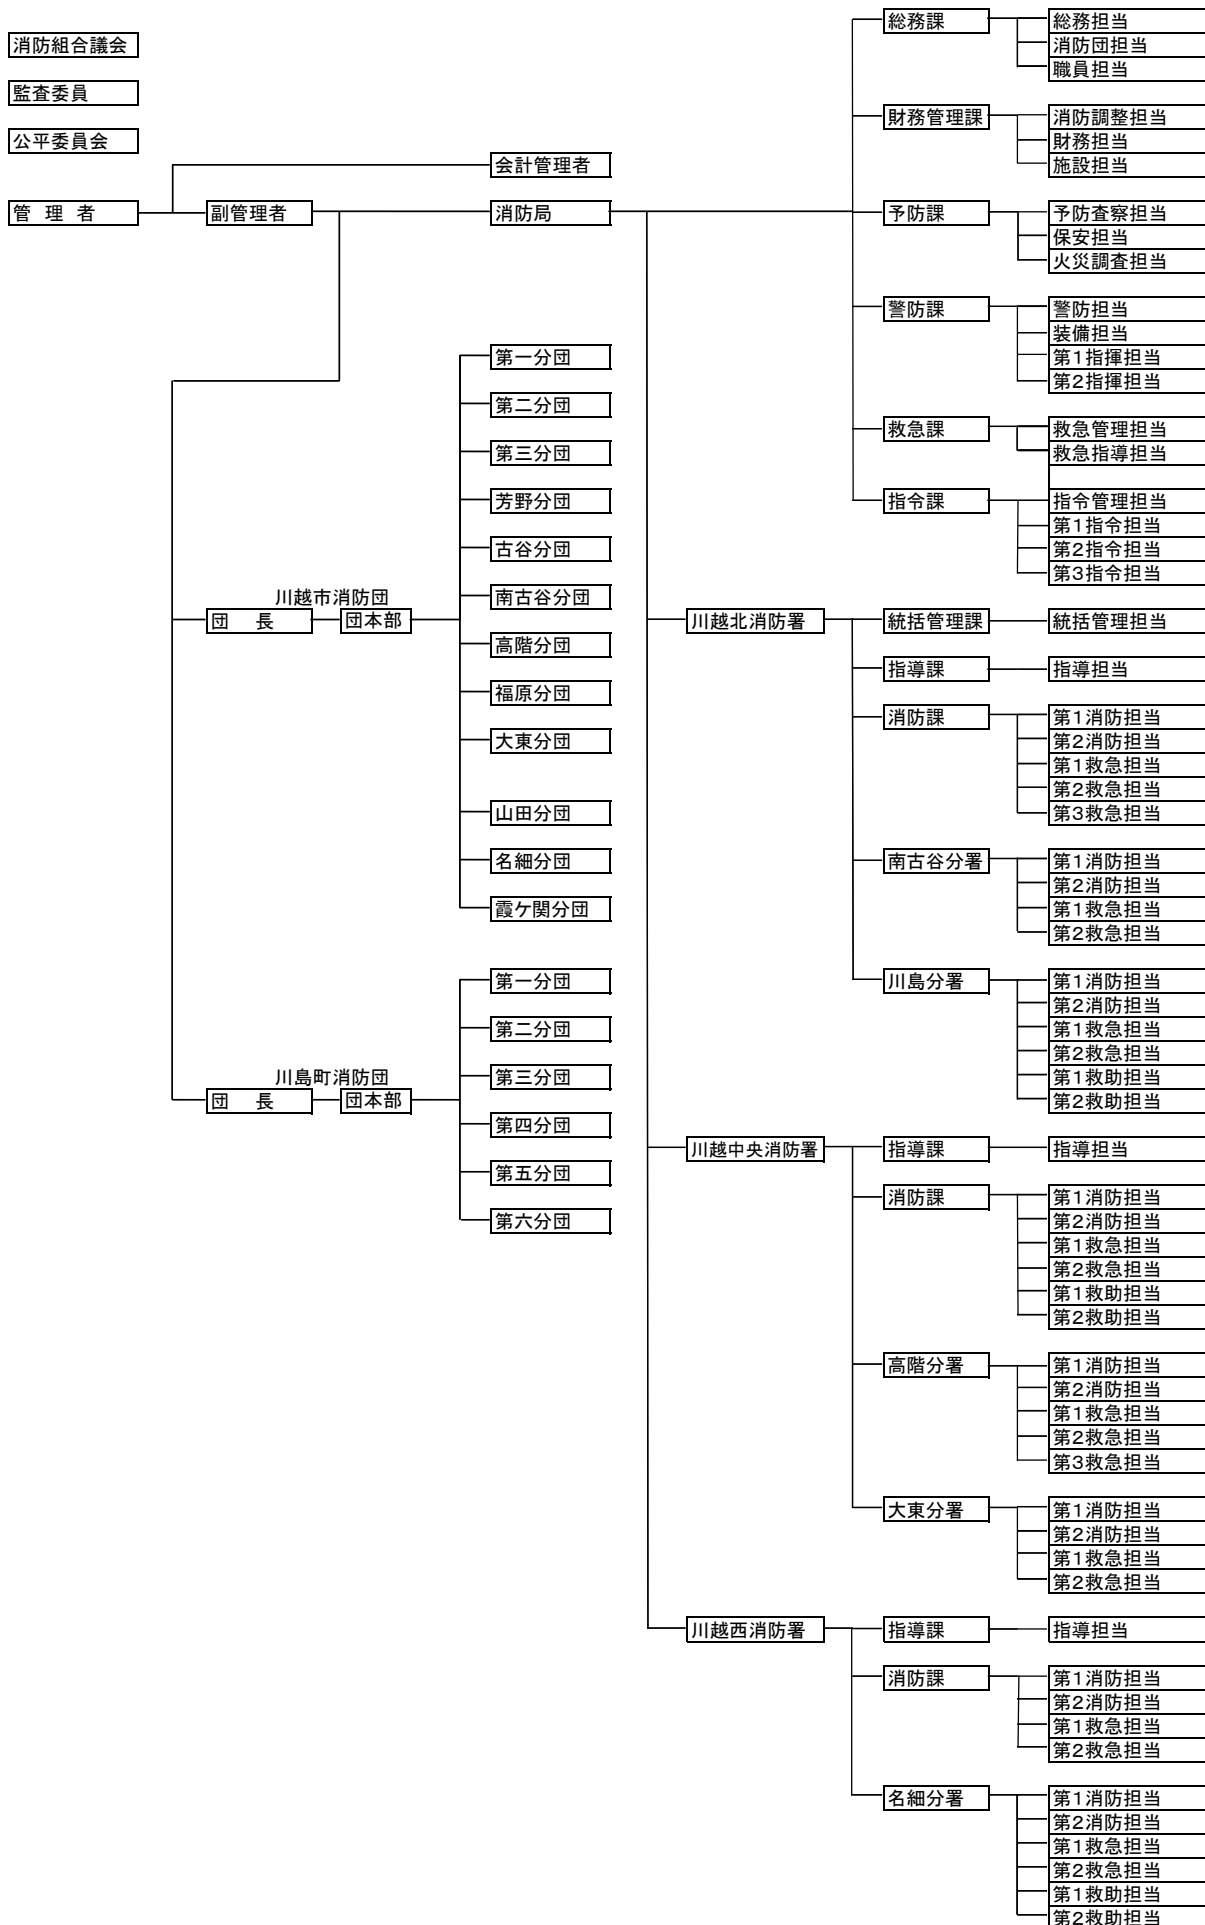 消防組合議会
監査委員
公平委員会
管理者
副管理者
会計管理者
消防局
総務課
総務担当
消防団担当
職員担当
財務管理課
消防調整担当
財務担当
施設担当
予防課
予防査察担当
保安担当
火災調査担当
警防課
警防担当
装備担当
第1指揮担当
第2指揮担当
救急課
救急管理担当
救急指導担当
指令課
指令管理担当
第1指令担当
第2指令担当
第3指令担当
川越市消防団
団長
団本部
第一分団
第二分団
第三分団
芳野分団
古谷分団
南古谷分団
高階分団
福原分団
大東分団
山田分団
名細分団
霞ケ関分団
川島町消防団
団長
団本部
第一分団
第二分団
第三分団
第四分団
第五分団
第六分団
川越北消防署
統括管理課
統括管理担当
指導課
指導担当
消防課
第1消防担当
第2消防担当
第1救急担当
第2救急担当
第3救急担当
南古谷分署
第1消防担当
第2消防担当
第1救急担当
第2救急担当
川島分署
第1消防担当
第2消防担当
第1救急担当
第2救急担当
第1救助担当
第2救助担当
川越中央消防署
指導課
指導担当
消防課
第1消防担当
第2消防担当
第1救急担当
第2救急担当
第1救助担当
第2救助担当
高階分署
第1消防担当
第2消防担当
第1救急担当
第2救急担当
第3救急担当
大東分署
第1消防担当
第2消防担当
第1救急担当
第2救急担当
川越西消防署
指導課
指導担当
消防課
第1消防担当
第2消防担当
第1救急担当
第2救急担当
名細分署
第1消防担当
第2消防担当
第1救急担当
第2救急担当
第1救助担当
第2救助担当